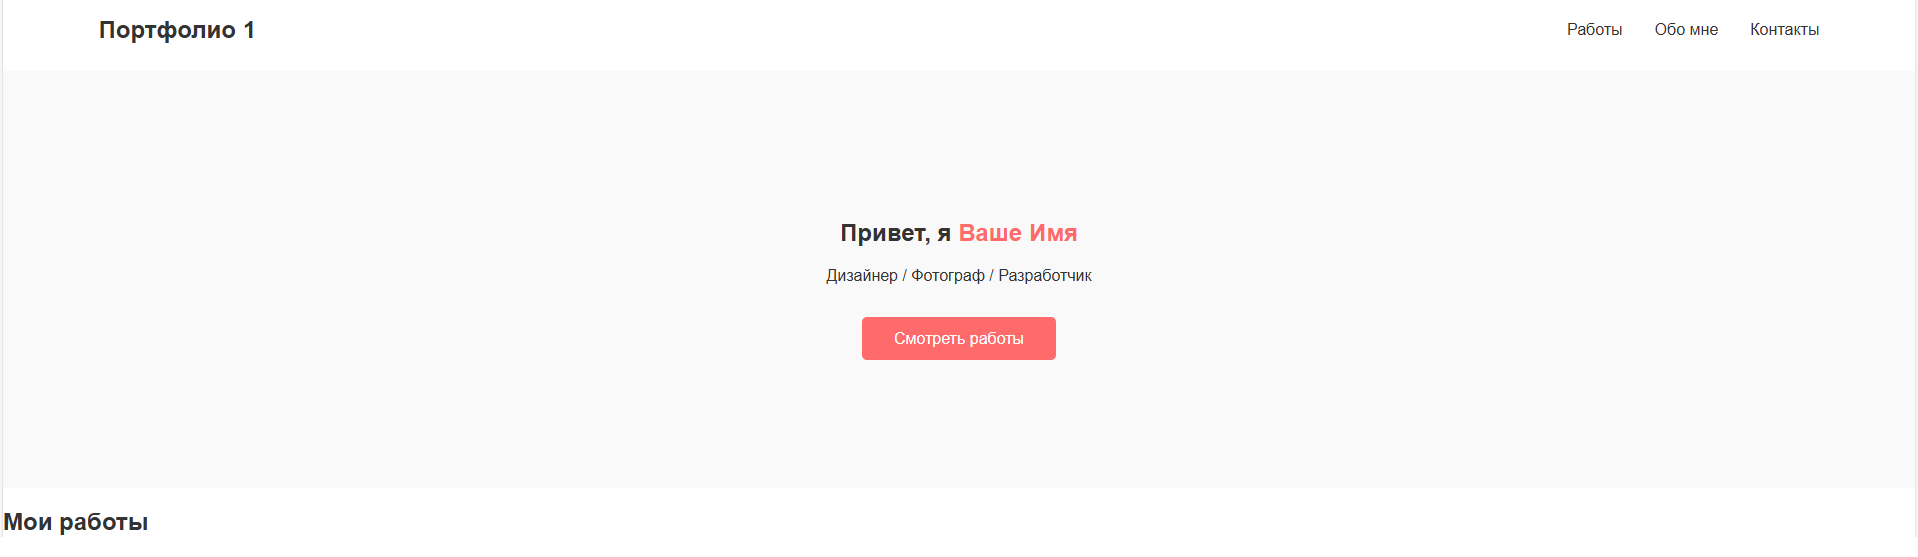 Портфолио 1
Работы Обо мне Контакты
Привет, я Ваше Имя
Дизайнер / Фотограф / Разработчик
Смотреть работы
Мои работы